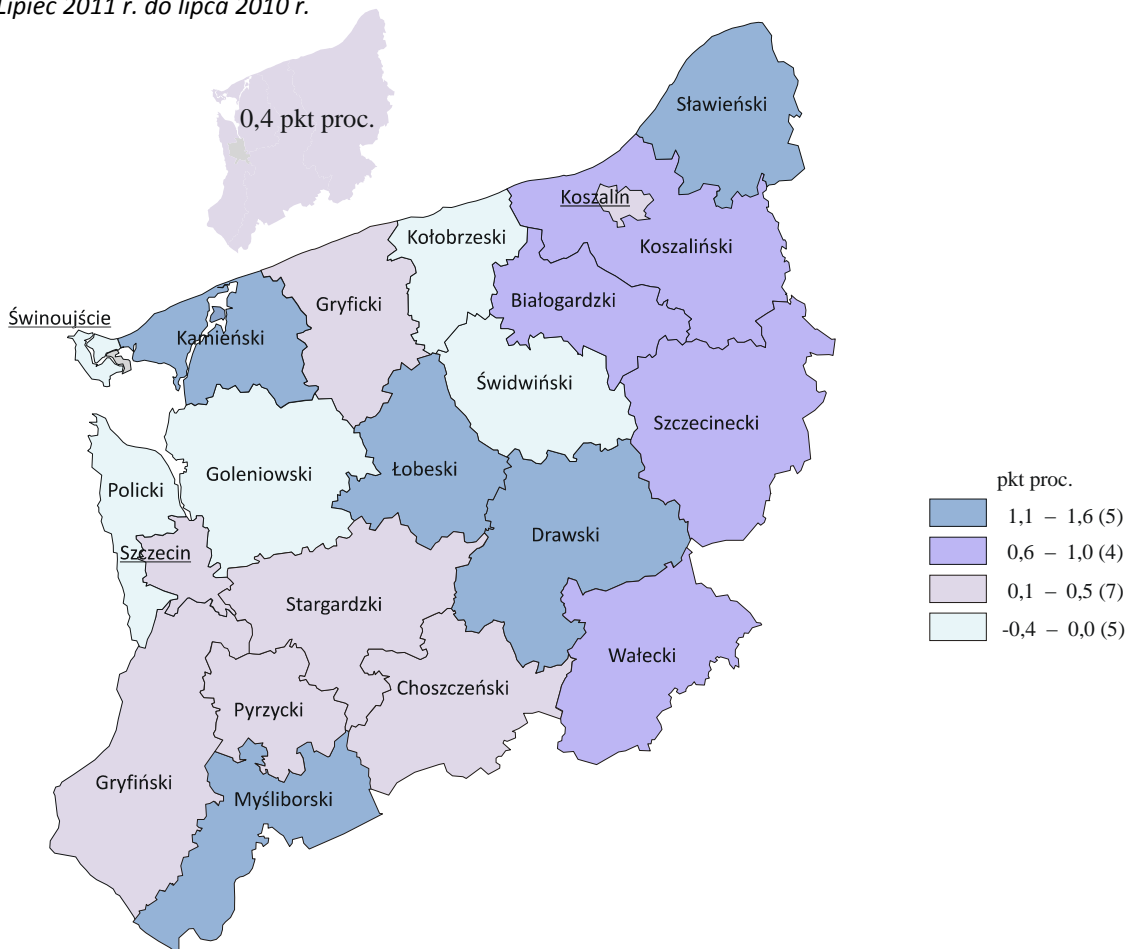 Lipiec 2011 r. do lipca 2010 r.
0,4 pkt proc.
Sławieński
Koszalin
Kołobrzeski
Koszaliński
Gryficki
Białogardzki
Świnoujście
Kamieński
Świdwiński
Szczecinecki
Łobeski
Goleniowski
Policki
Drawski
Szczecin
Stargardzki
Wałecki
Choszczeński
Pyrzycki
Gryfiński
Myśliborski
pkt proc.
1,1 – 1,6 (5)
0,6 – 1,0 (4)
0,1 – 0,5 (7)
-0,4 – 0,0 (5)